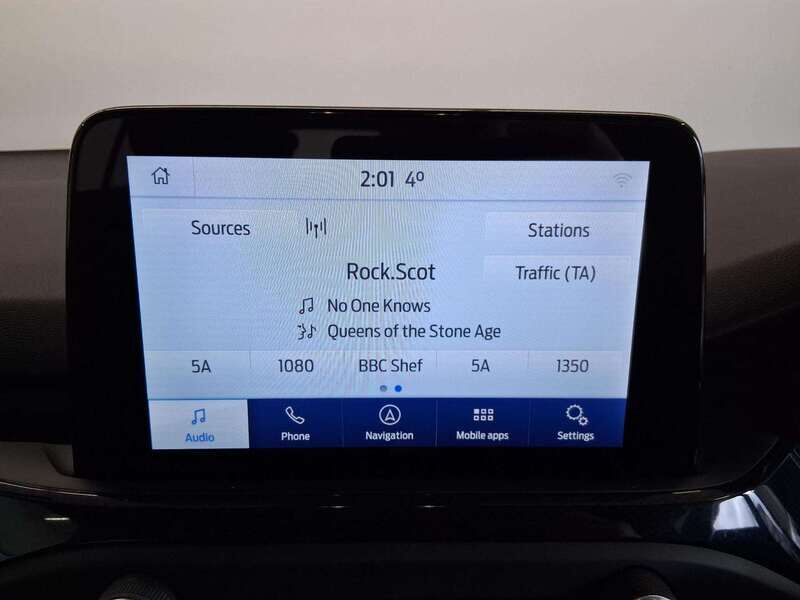 2:01 4º
Sources
Stations
Rock.Scot
Traffic (TA)
No One Knows
Queens of the Stone Age
5A 1080 BBC Shef 5A 1350
Audio Phone Navigation Mobile apps Settings